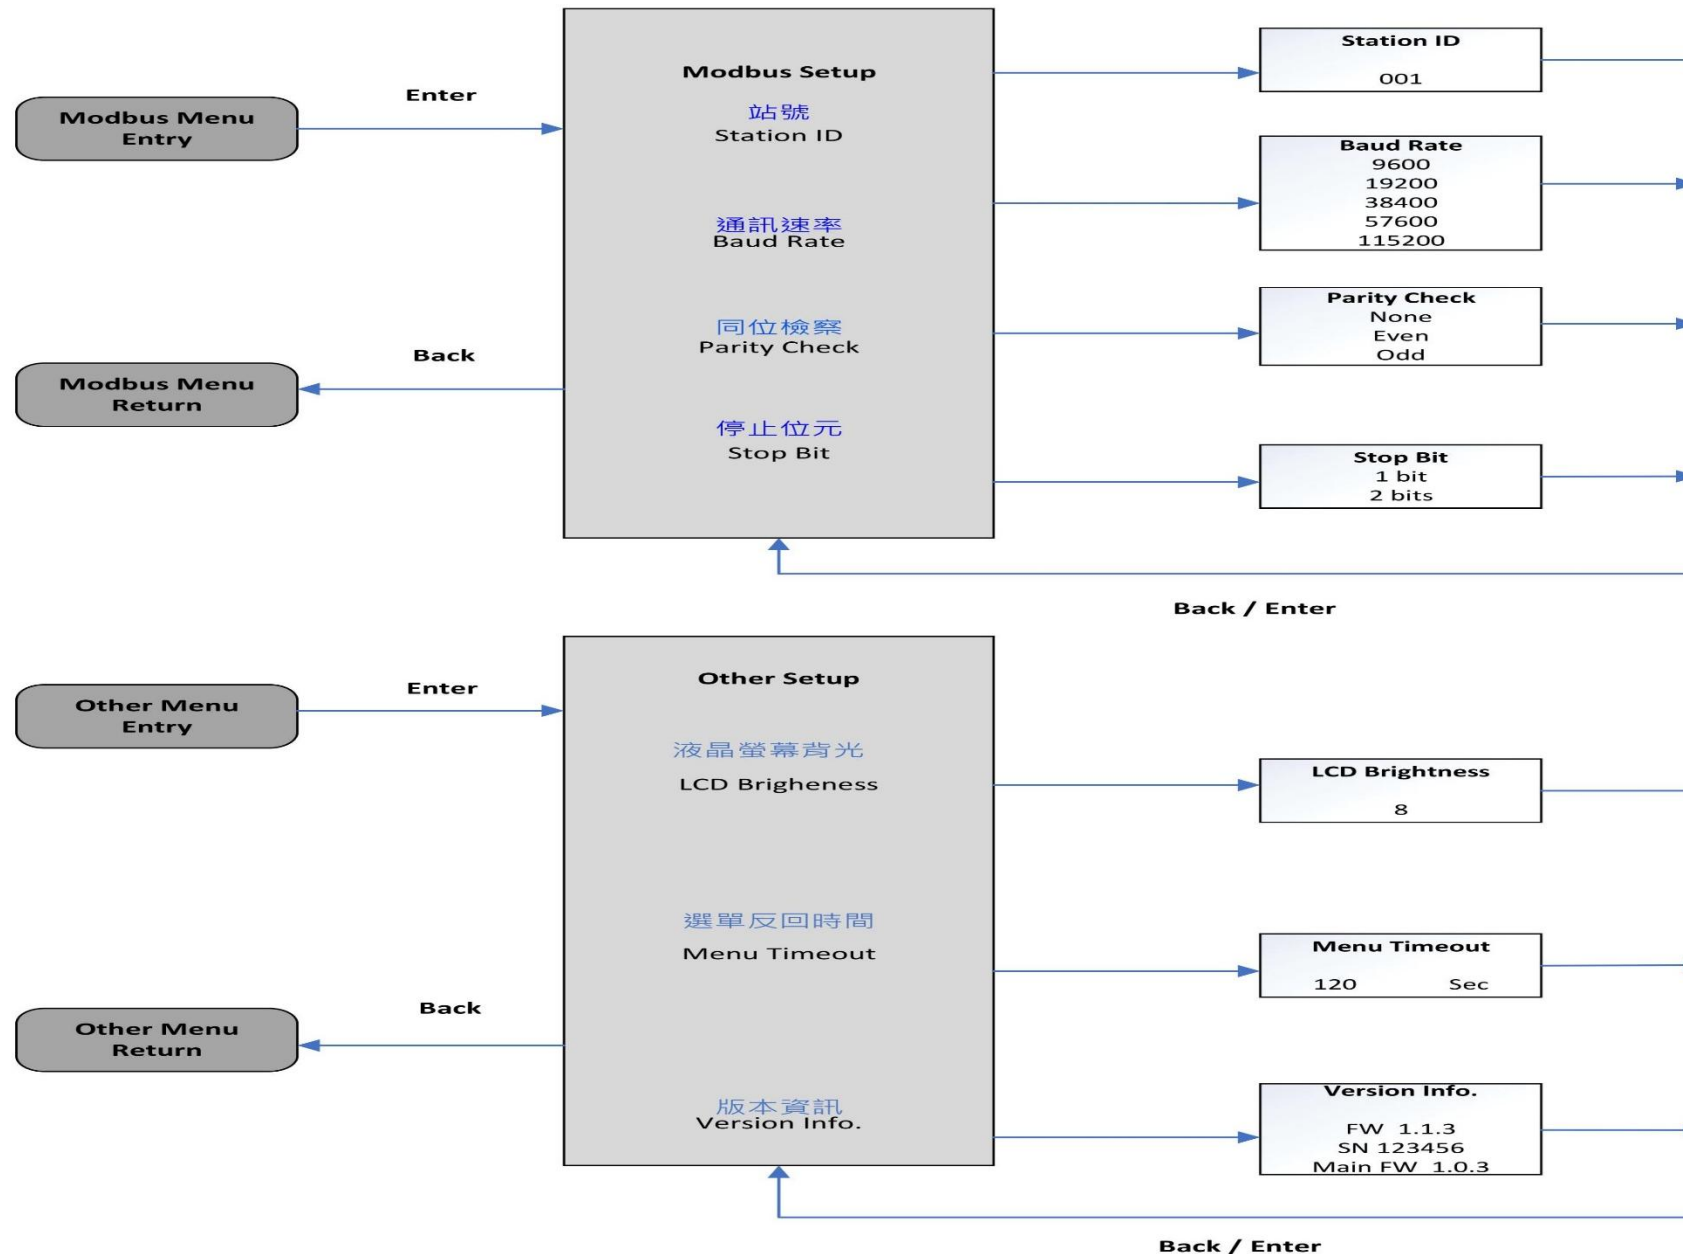 Modbus Menu
Entry
Enter
Modbus Menu
Return
Back
Modbus Setup
站號
Station ID
通訊速率
Baud Rate
同位檢察
Parity Check
停止位元
Stop Bit
Station ID
001
Baud Rate
9600
19200
38400
57600
115200
Parity Check
None
Even
Odd
Stop Bit
1 bit
2 bits
Back / Enter
Other Menu
Entry
Enter
Other Menu
Return
Back
Other Setup
液晶螢幕背光
LCD Brigheness
選單反回時間
Menu Timeout
版本資訊
Version Info.
LCD Brightness
8
Menu Timeout
120 Sec
Version Info.
FW 1.1.3
SN 123456
Main FW 1.0.3
Back / Enter